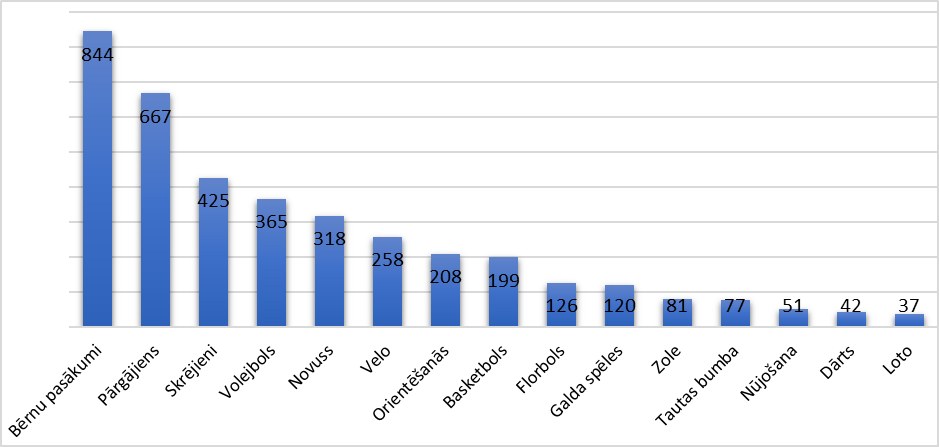 844
667
425
365
318
258
208
199
126
120
81
77
51
42
37
Bērnu pasākumi
Pārgājiens
Skrējieni
Volejbols
Novuss
Velo
Orientēšanās
Basketbols
Florbols
Galda spēles
Zole
Tautas bumba
Nūjošana
Dārts
Loto